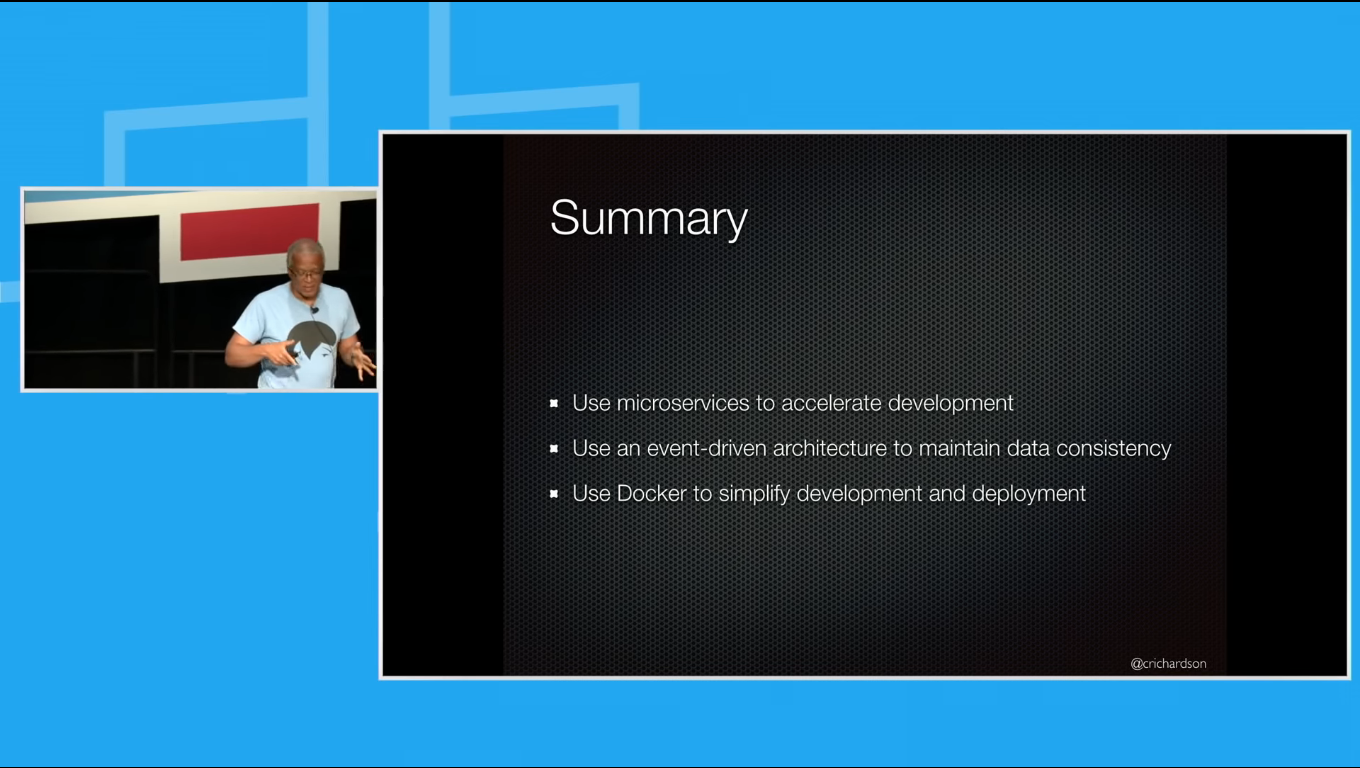 Summary
Use microservices to accelerate development
Use an event-driven architecture to maintain data consistency
Use Docker to simplify development and deployment
@crichardson